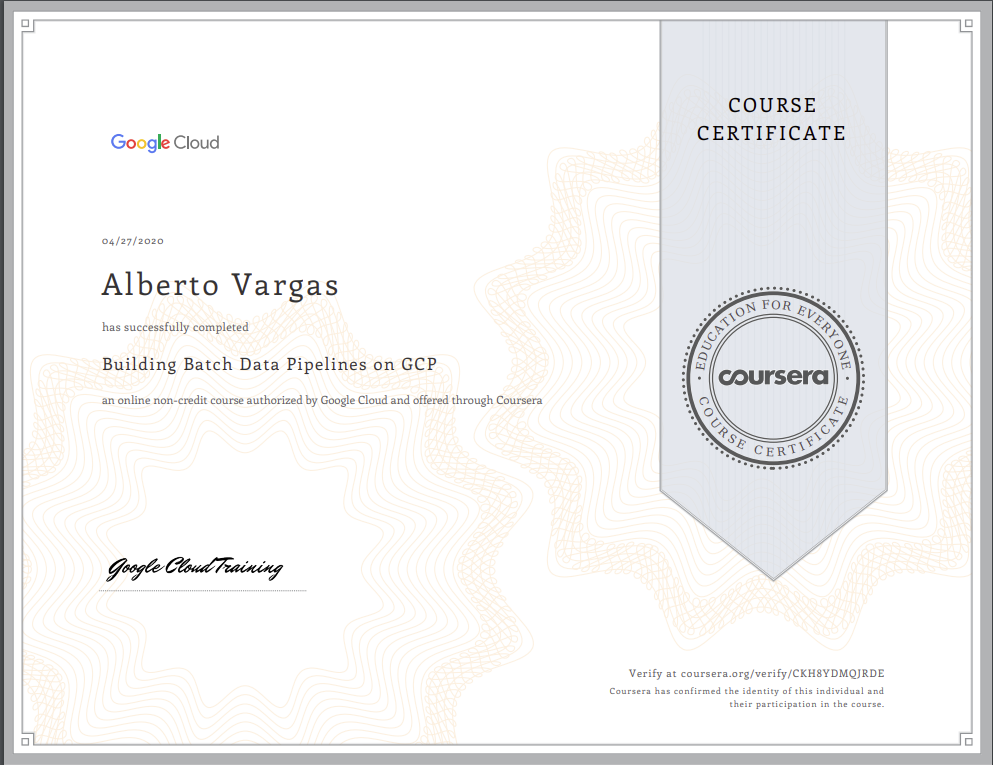 COURSE
CERTIFICATE
Google Cloud
04/27/2020
Alberto Vargas
has successfully completed
Building Batch Data Pipelines on GCP
an online non-credit course authorized by Google Cloud and offered through Coursera
EDUCATION FOR EVERYONE
coursera
COURSE CERTIFICATE
Google Cloud Training
Verify at coursera.org/verify/CKH8YDMQJRDE
Coursera has confirmed the identity of this individual and
their participation in the course.